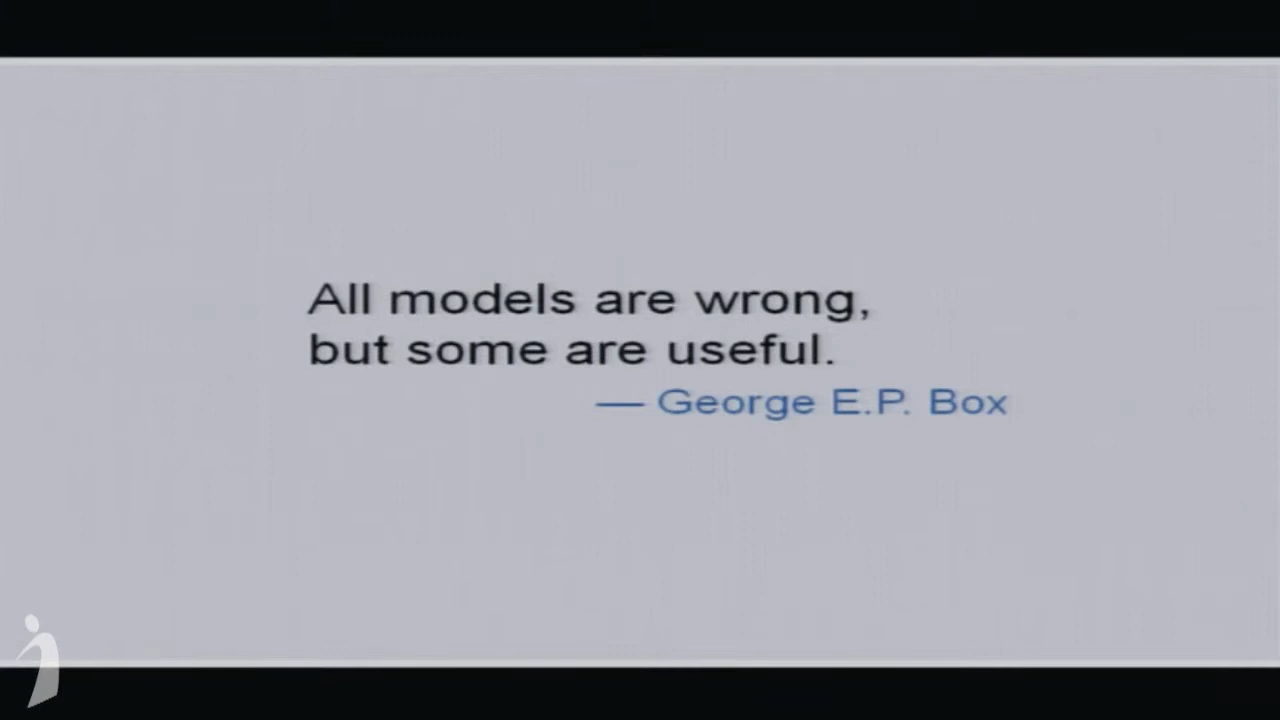 All models are wrong,
but some are useful.
— George E.P. Box